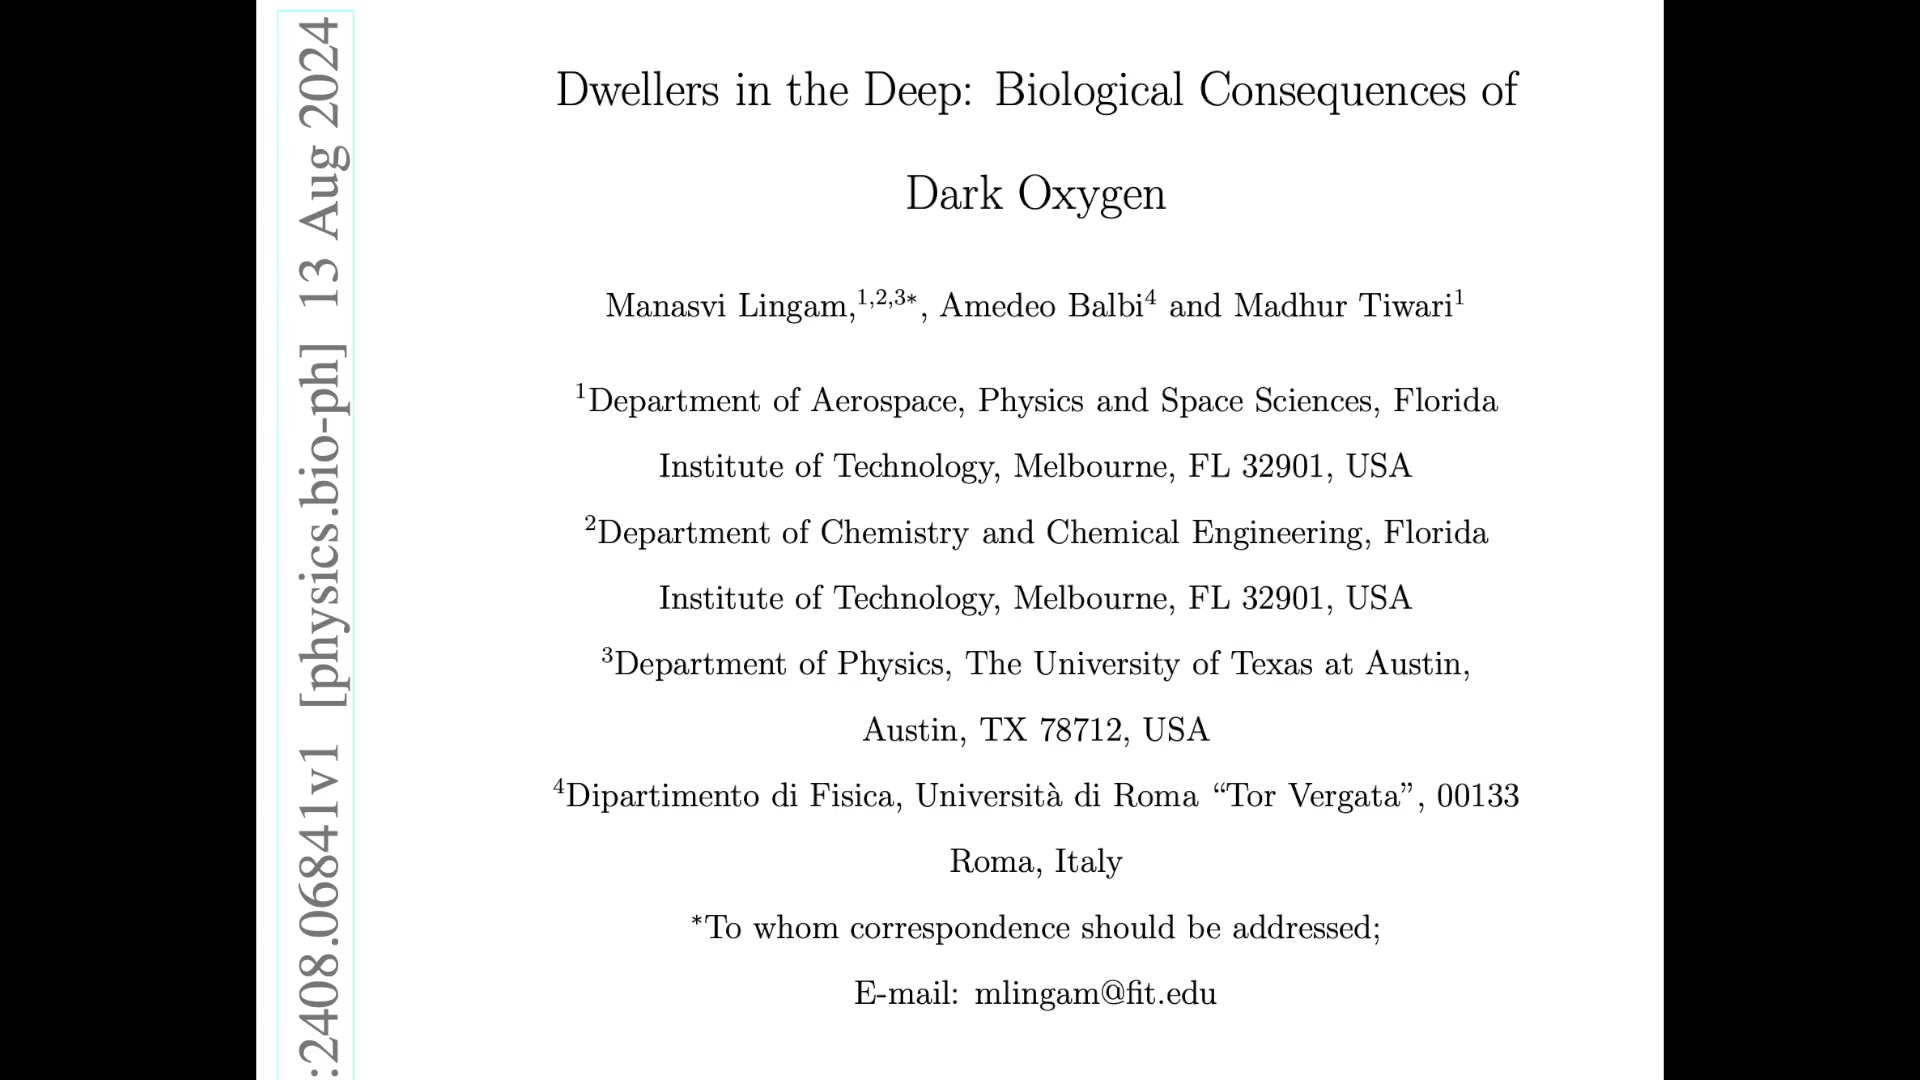 :2408.06841v1 [physics.bio-ph] 13 Aug 2024
Dwellers in the Deep: Biological Consequences of
Dark Oxygen
Manasvi Lingam,1,2,3*, Amedeo Balbi4 and Madhur Tiwari1
1Department of Aerospace, Physics and Space Sciences, Florida
Institute of Technology, Melbourne, FL 32901, USA
2Department of Chemistry and Chemical Engineering, Florida
Institute of Technology, Melbourne, FL 32901, USA
3Department of Physics, The University of Texas at Austin,
Austin, TX 78712, USA
4Dipartimento di Fisica, Università di Roma “Tor Vergata”, 00133
Roma, Italy
*To whom correspondence should be addressed;
E-mail: mlingam@fit.edu